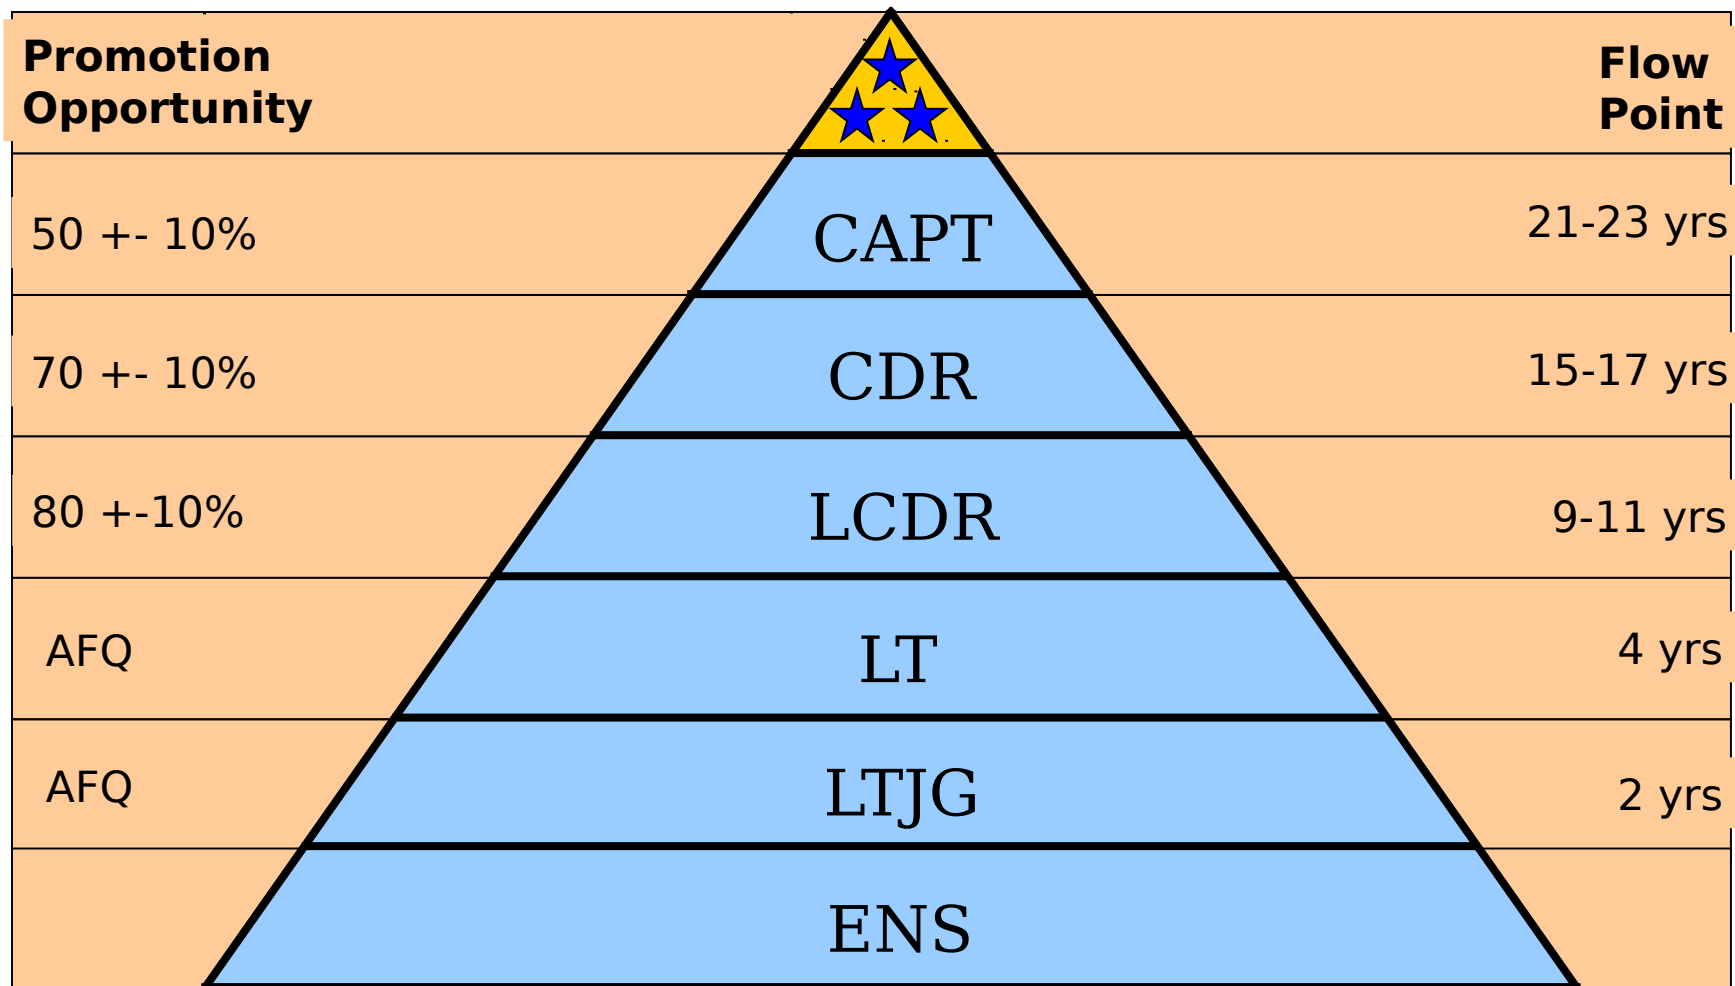 Promotion
Opportunity
Flow
Point
50 +- 10%
CAPT
21-23 yrs
70 +- 10%
CDR
15-17 yrs
80 +-10%
LCDR
9-11 yrs
AFQ
LT
4 yrs
AFQ
LTJG
2 yrs
ENS